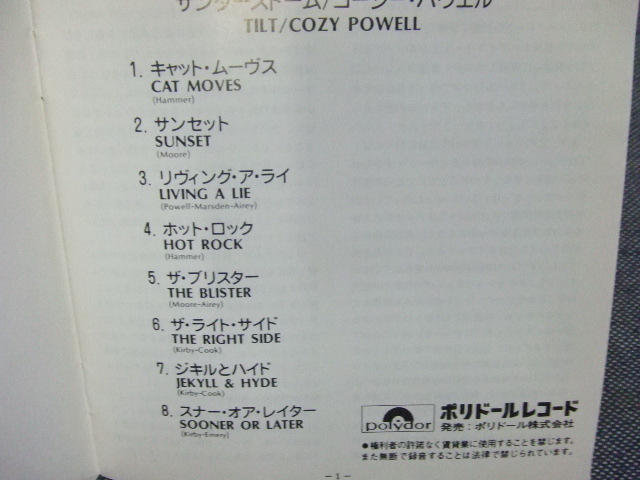 サンダーストーム/コージー・パウエル
TILT/COZY POWELL
1. キャット・ムーヴス
CAT MOVES
(Hammer)
2. サンセット
SUNSET
(Moore)
3. リヴィング・ア・ライ
LIVING A LIE
(Powell-Marsden-Airey)
4. ホット・ロック
HOT ROCK
(Hammer)
5. ザ・ブリスター
THE BLISTER
(Moore-Airey)
6. ザ・ライト・サイド
THE RIGHT SIDE
(Kirby-Cook)
7. ジキルとハイド
JEKYLL & HYDE
(Kirby-Cook)
8. スナー・オア・レイター
SOONER OR LATER
(Kirby-Emery)
polydor
ポリドールレコード
発売：ポリドール株式会社
●権利者の許諾なく賃貸業に使用することを禁じます。
また無断で録音することは法律で禁じられています。
－1－